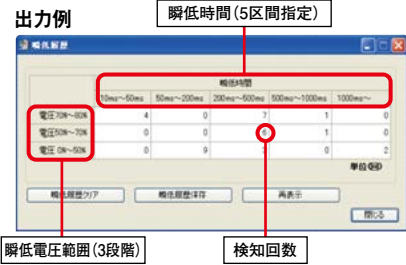 出力例
瞬低時間(5区間指定)
瞬低履歴
瞬低時間
10ms～50ms 50ms～200ms 200ms～500ms 500ms～1000ms 1000ms～
電圧70%～80% 4 0 7 1 0
電圧50%～70% 0 0 1 0
電圧 0%～50% 0 9 0 2
単位(回)
瞬低履歴クリア 瞬低履歴保存 再表示
閉じる
瞬低電圧範囲(3段階)
検知回数